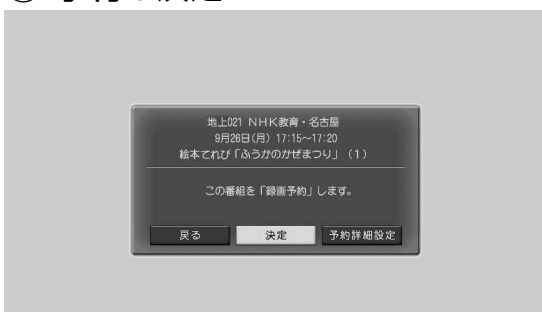 地上021 NHK教育・名古屋
9月26日(月) 17:15～17:20
絵本てれび「ふうかのかぜまつり」(1)
この番組を「録画予約」します。
戻る 決定 予約詳細設定